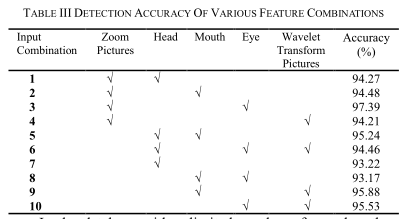 TABLE III DETECTION ACCURACY OF VARIOUS FEATURE COMBINATIONS
Input Combination Zoom Pictures Head Mouth Eye Wavelet Transform Pictures Accuracy (%)
1 √ √ 94.27
2 √ √ 94.48
3 √ √ 97.39
4 √ √ 94.21
5 √ √ 95.24
6 √ √ √ 94.46
7 √ 93.22
8 √ √ 93.17
9 √ √ 95.88
10 √ √ 95.53